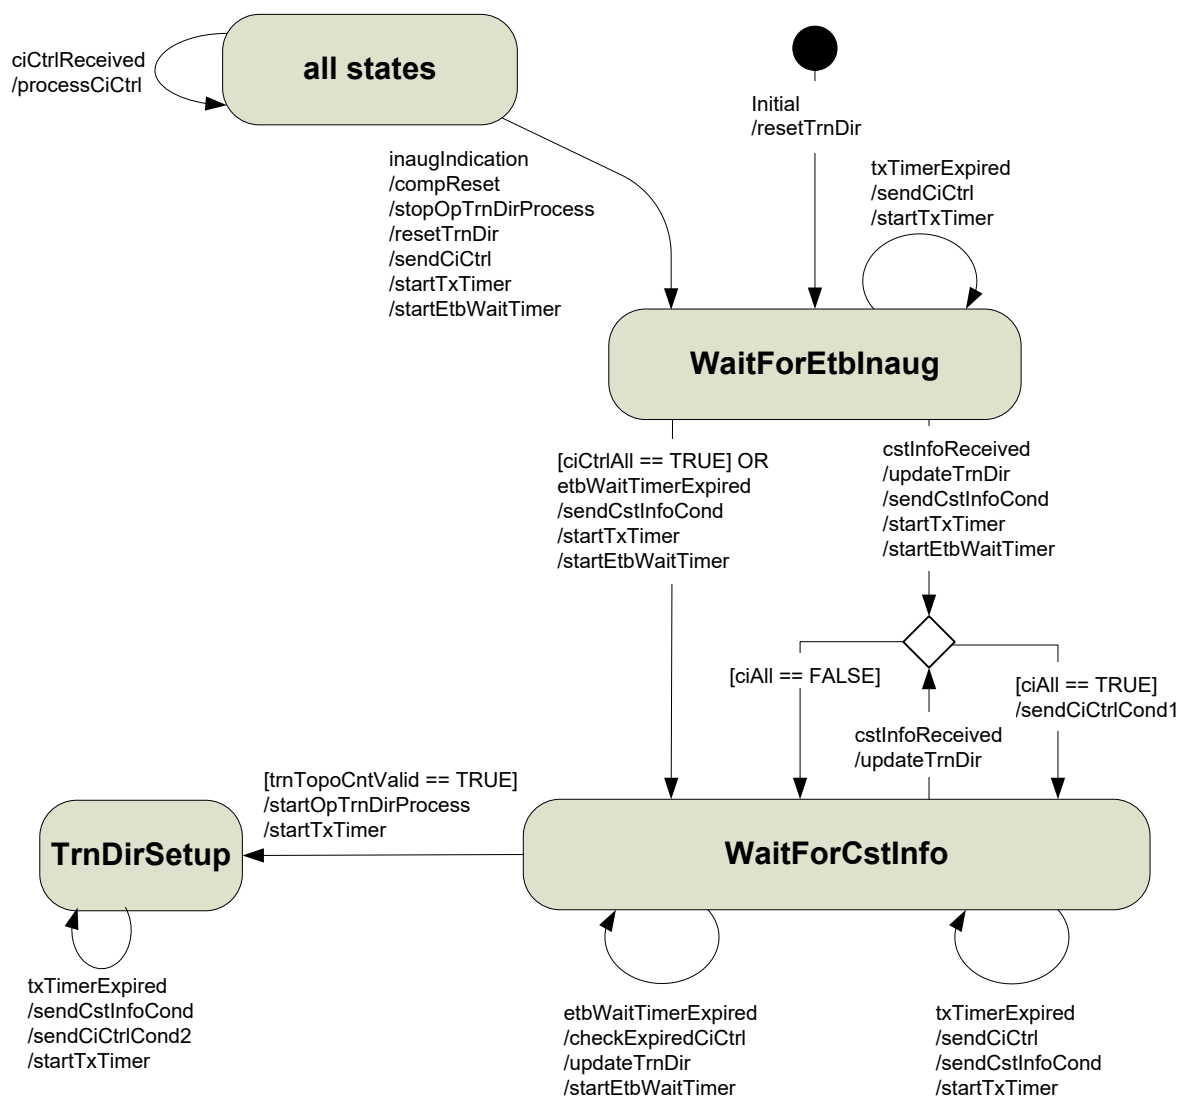 ciCtrlReceived
/processCiCtrl
all states
Initial
/resetTrnDir
inaugIndication
/compReset
/stopOpTrnDirProcess
/resetTrnDir
/sendCiCtrl
/startTxTimer
/startEtbWaitTimer
txTimerExpired
/sendCiCtrl
/startTxTimer
WaitForEtbInaug
[ciCtrlAll == TRUE] OR
etbWaitTimerExpired
/sendCstInfoCond
/startTxTimer
/startEtbWaitTimer
cstInfoReceived
/updateTrnDir
/sendCstInfoCond
/startTxTimer
/startEtbWaitTimer
[ciAll == FALSE]
[ciAll == TRUE]
/sendCiCtrlCond1
cstInfoReceived
/updateTrnDir
[trnTopoCntValid == TRUE]
/startOpTrnDirProcess
/startTxTimer
TrnDirSetup
WaitForCstInfo
txTimerExpired
/sendCstInfoCond
/sendCiCtrlCond2
/startTxTimer
etbWaitTimerExpired
/checkExpiredCiCtrl
/updateTrnDir
/startEtbWaitTimer
txTimerExpired
/sendCiCtrl
/sendCstInfoCond
/startTxTimer